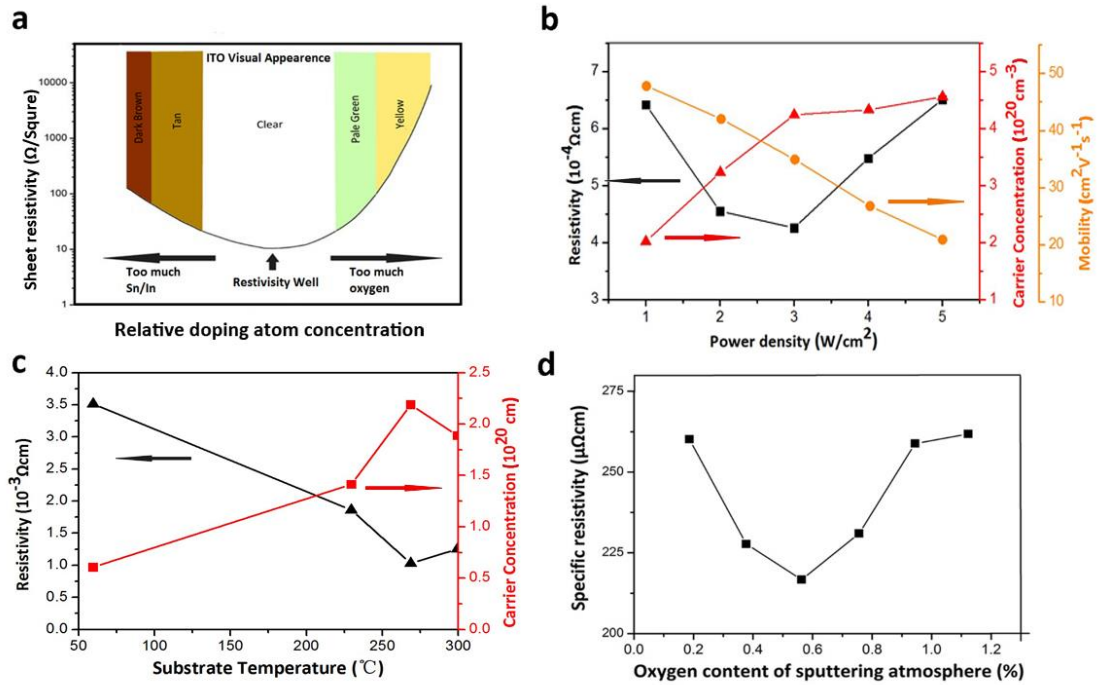 a
ITO Visual Appearence
Sheet resistivity (Ω/Squre)
10000
1000
100
10
1
Dark Brown
Tan
Clear
Pale Green
Yellow
Too much
Sn/In
Restivisity Well
Too much
oxygen
Relative doping atom concentration
b
Resistivity (10⁻⁴Ωcm)
7
6
5
4
3
1
2
3
4
5
Power density (W/cm²)
5
4
3
2
1
Carrier Concentration (10²⁰cm⁻³)
50
40
30
20
10
Mobility (cm²V⁻¹s⁻¹)
c
Resistivity (10⁻³Ωcm)
4.0
3.5
3.0
2.5
2.0
1.5
1.0
0.5
0.0
50
100
150
200
250
300
Substrate Temperature (℃)
2.5
2.0
1.5
1.0
0.5
0.0
Carrier Concentration (10²⁰ cm)
d
Specific resistivity (μΩcm)
275
250
225
200
0.0
0.2
0.4
0.6
0.8
1.0
1.2
Oxygen content of sputtering atmosphere (%)